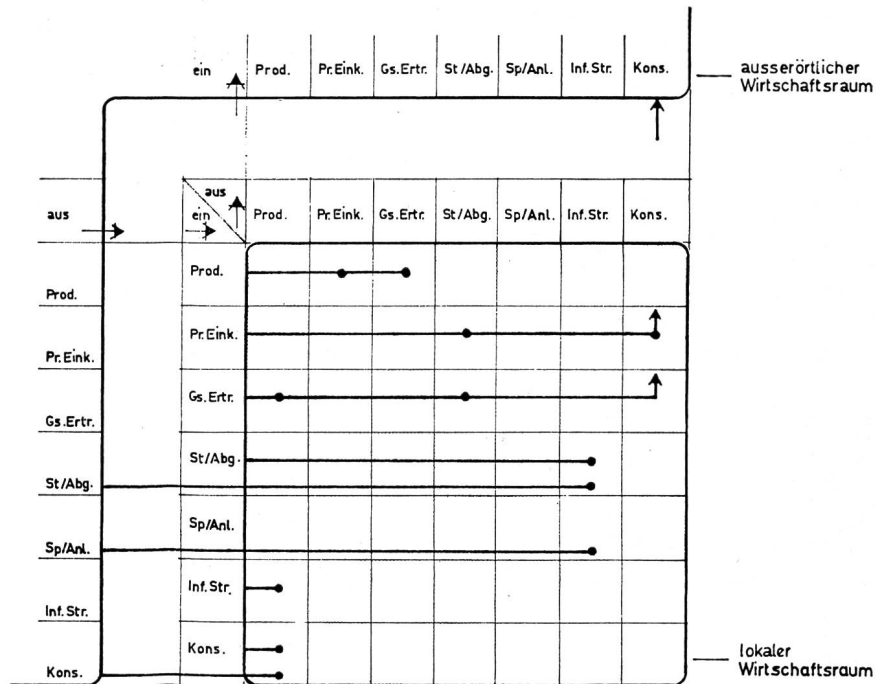 ein Prod. Pr.Eink. Gs.Ertr. St/Abg. Sp/Anl. Inf.Str. Kons.
ausserörtlicher
Wirtschaftsraum
aus
aus
ein
Prod. Pr.Eink. Gs.Ertr. St/Abg. Sp/Anl. Inf.Str. Kons.
Prod.
Prod.
Pr.Eink.
Pr.Eink.
Gs.Ertr.
Gs.Ertr.
St/Abg.
St/Abg.
Sp/Anl.
Sp/Anl.
Inf.Str.
Inf.Str.
Kons.
Kons.
lokaler
Wirtschaftsraum